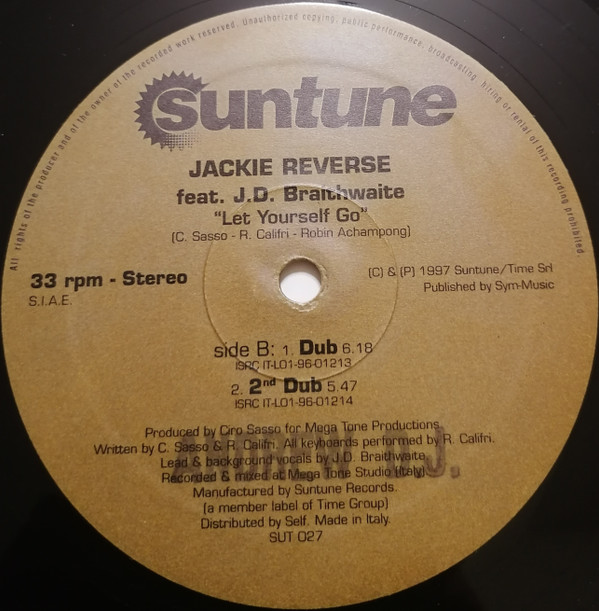 All rights of the producer and of the owner of the recorded work reserved. Unauthorized copying, public performance, broadcasting, hiring or rental of this recording prohibited.
suntune
JACKIE REVERSE
feat. J.D. Braithwaite
"Let Yourself Go"
(C. Sasso - R. Califri - Robin Achampong)
33 rpm - Stereo
S.I.A.E.
(C) & (P) 1997 Suntune/Time Srl
Published by Sym-Music
side B: 1. Dub 6.18
ISRC IT-LO1-96-01213
2. 2nd Dub 5.47
ISRC IT-LO1-96-01214
Produced by Ciro Sasso for Mega Tone Productions
Written by C. Sasso & R. Califri. All keyboards performed by R. Califri.
Lead & background vocals by J.D. Braithwaite
Recorded & mixed at Mega Tone Studio (Italy)
Manufactured by Suntune Records.
(a member label of Time Group)
Distributed by Self. Made in Italy.
SUT 027